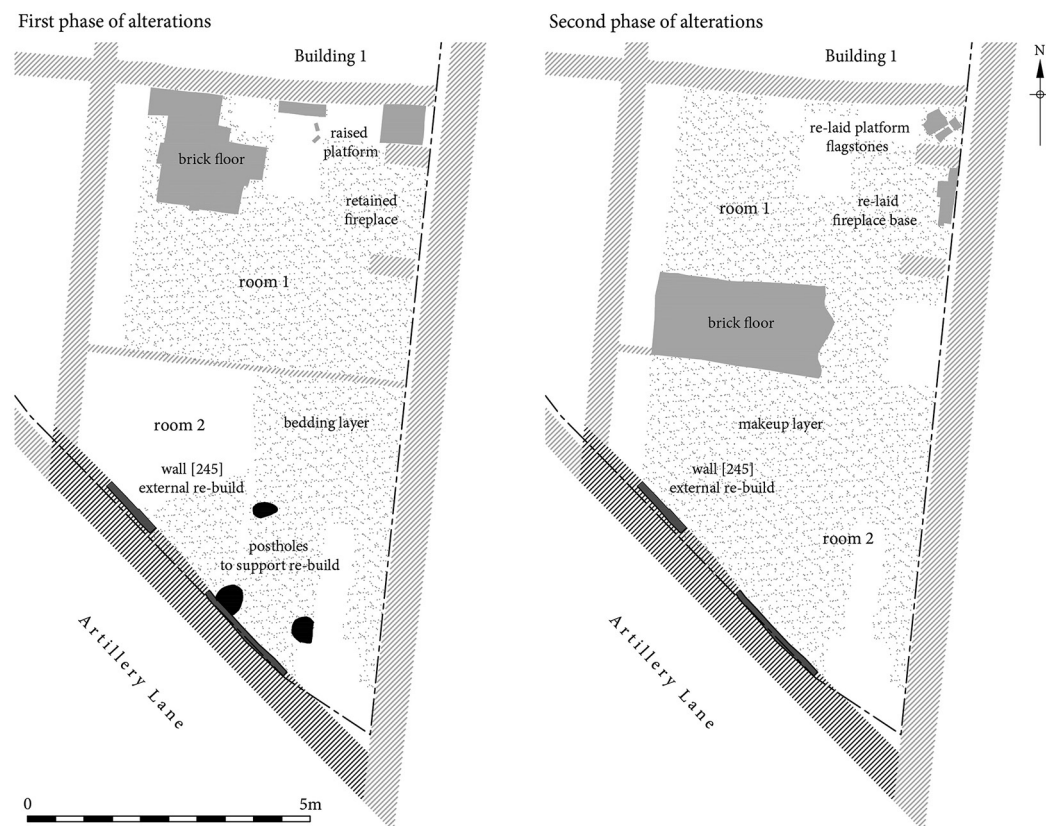 First phase of alterations
Building 1
brick floor
raised
platform
retained
fireplace
room 1
room 2
bedding layer
wall [245]
external re-build
postholes
to support re-build
Artillery Lane
0
5m
Second phase of alterations
N
Building 1
re-laid platform
flagstones
room 1
re-laid
fireplace base
brick floor
makeup layer
wall [245]
external re-build
room 2
Artillery Lane